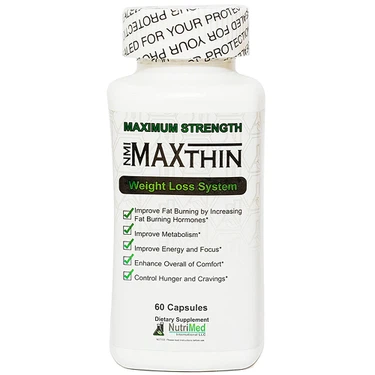 SEALED FOR YOUR PROTECTION
MAXIMUM STRENGTH
NMI MAXTHIN
Weight Loss System
Improve Fat Burning by Increasing
Fat Burning Hormones*
Improve Metabolism*
Improve Energy and Focus*
Enhance Overall of Comfort*
Control Hunger and Cravings*
60 Capsules
Dietary Supplement
NutriMed
International LLC